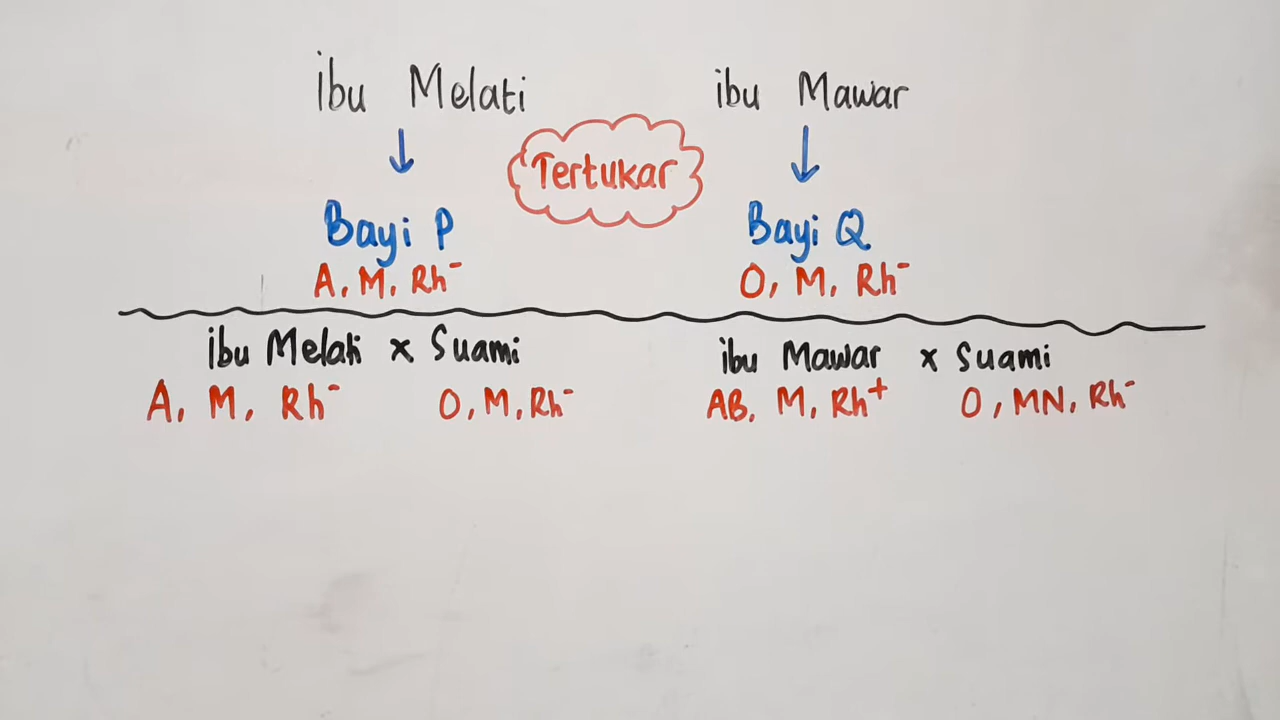 ibu Melati
ibu Mawar
Tertukar
Bayi P
Bayi Q
A, M, Rh⁻
O, M, Rh⁻
ibu Melati x Suami
ibu Mawar x Suami
A, M, Rh⁻
O, M, Rh⁻
AB, M, Rh⁺
O, MN, Rh⁻